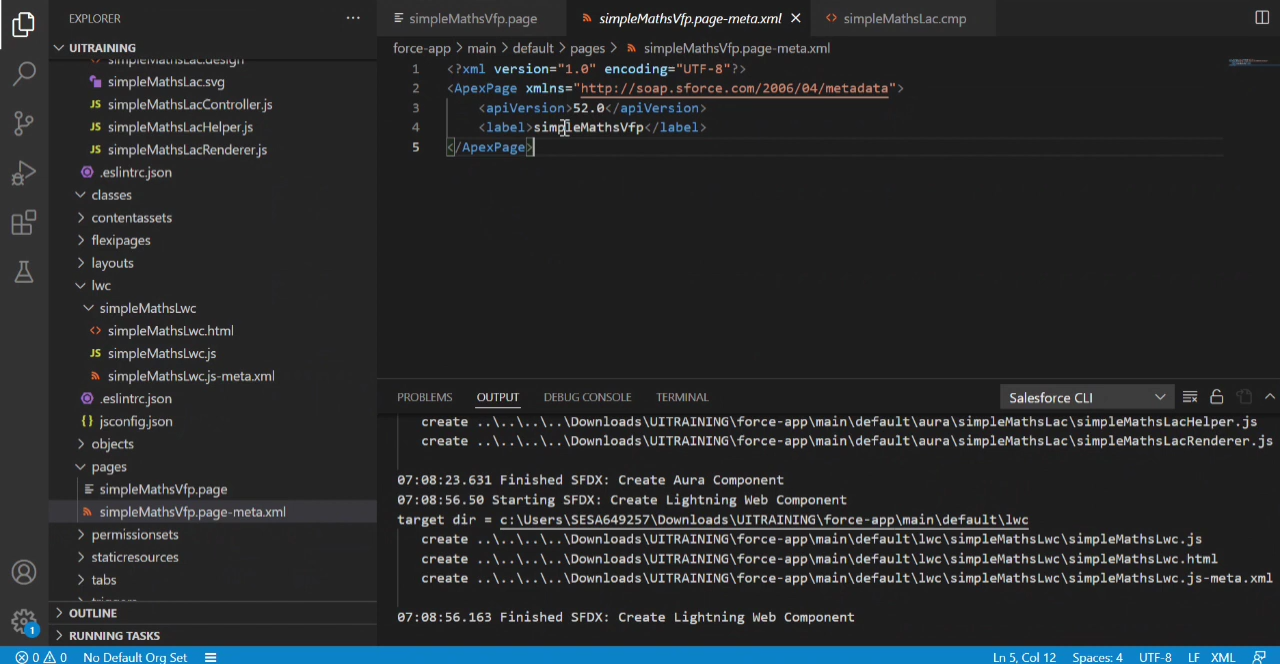 EXPLORER
UITRAINING
simpleMathsLac.design
simpleMathsLac.svg
JS simpleMathsLacController.js
JS simpleMathsLacHelper.js
JS simpleMathsLacRenderer.js
.eslintrc.json
classes
contentassets
flexipages
layouts
lwc
simpleMathsLwc
<> simpleMathsLwc.html
JS simpleMathsLwc.js
simpleMathsLwc.js-meta.xml
.eslintrc.json
{} jsconfig.json
objects
pages
simpleMathsVfp.page
simpleMathsVfp.page-meta.xml
permissionsets
staticresources
tabs
OUTLINE
RUNNING TASKS
1
simpleMathsVfp.page
simpleMathsVfp.page-meta.xml
<> simpleMathsLac.cmp
force-app > main > default > pages > simpleMathsVfp.page-meta.xml
1 <?xml version="1.0" encoding="UTF-8"?>
2 <ApexPage xmlns="http://soap.sforce.com/2006/04/metadata">
3 <apiVersion>52.0</apiVersion>
4 <label>simpleMathsVfp</label>
5 </ApexPage>
PROBLEMS OUTPUT DEBUG CONSOLE TERMINAL Salesforce CLI
create ..\..\..\..\Downloads\UITRAINING\force-app\main\default\aura\simpleMathsLac\simpleMathsLacHelper.js
create ..\..\..\..\Downloads\UITRAINING\force-app\main\default\aura\simpleMathsLac\simpleMathsLacRenderer.js
07:08:23.631 Finished SFDX: Create Aura Component
07:08:56.50 Starting SFDX: Create Lightning Web Component
target dir = c:\Users\SESA649257\Downloads\UITRAINING\force-app\main\default\lwc
create ..\..\..\..\Downloads\UITRAINING\force-app\main\default\lwc\simpleMathsLwc\simpleMathsLwc.js
create ..\..\..\..\Downloads\UITRAINING\force-app\main\default\lwc\simpleMathsLwc\simpleMathsLwc.html
create ..\..\..\..\Downloads\UITRAINING\force-app\main\default\lwc\simpleMathsLwc\simpleMathsLwc.js-meta.xml
07:08:56.163 Finished SFDX: Create Lightning Web Component
0 0 No Default Org Set Ln 5, Col 12 Spaces: 4 UTF-8 LF XML